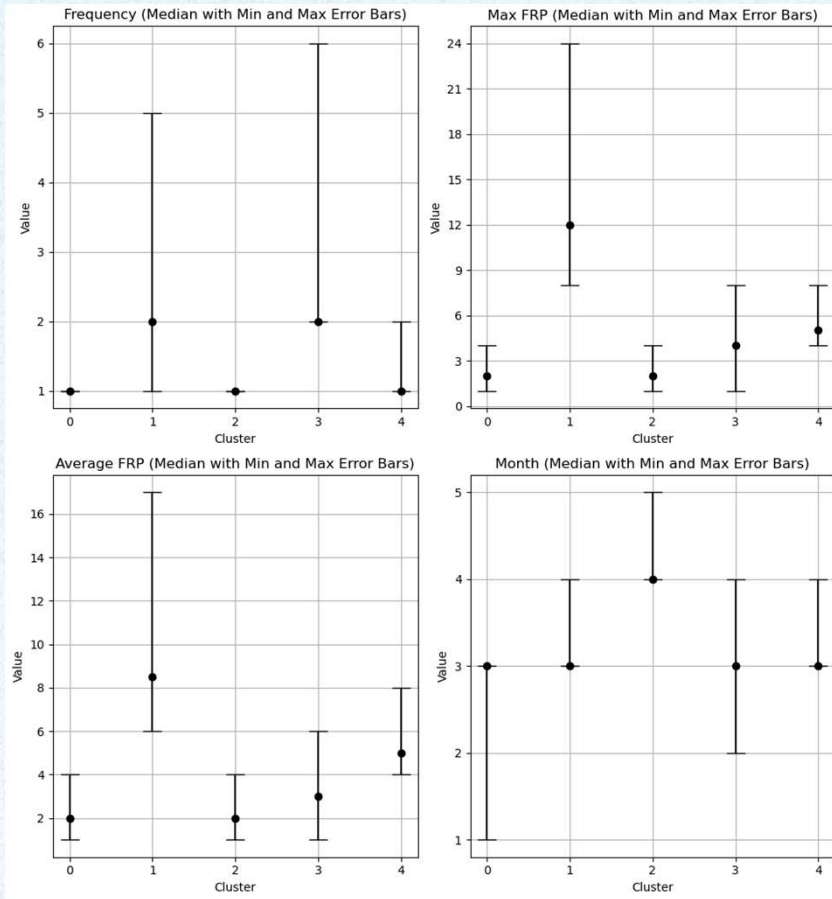 Frequency (Median with Min and Max Error Bars)
6
5
4
3
2
1
Value
0 1 2 3 4
Cluster
Max FRP (Median with Min and Max Error Bars)
24
21
18
15
12
9
6
3
0
Value
0 1 2 3 4
Cluster
Average FRP (Median with Min and Max Error Bars)
16
14
12
10
8
6
4
2
Value
0 1 2 3 4
Cluster
Month (Median with Min and Max Error Bars)
5
4
3
2
1
Value
0 1 2 3 4
Cluster